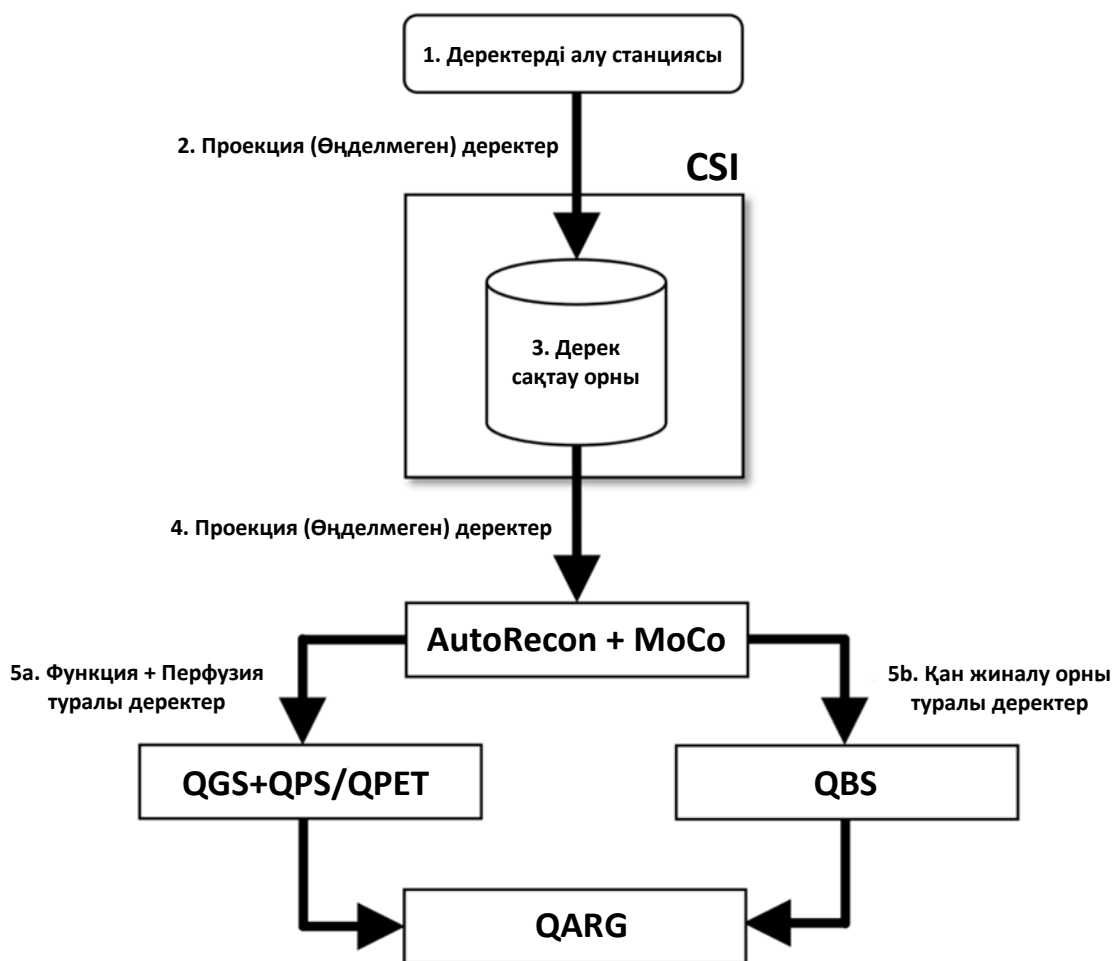 1. Деректерді алу станциясы
2. Проекция (Өңделмеген) деректер
CSI
3. Дерек
сақтау орны
4. Проекция (Өңделмеген) деректер
AutoRecon + MoCo
5a. Функция + Перфузия
туралы деректер
5b. Қан жиналу орны
туралы деректер
QGS+QPS/QPET
QBS
QARG